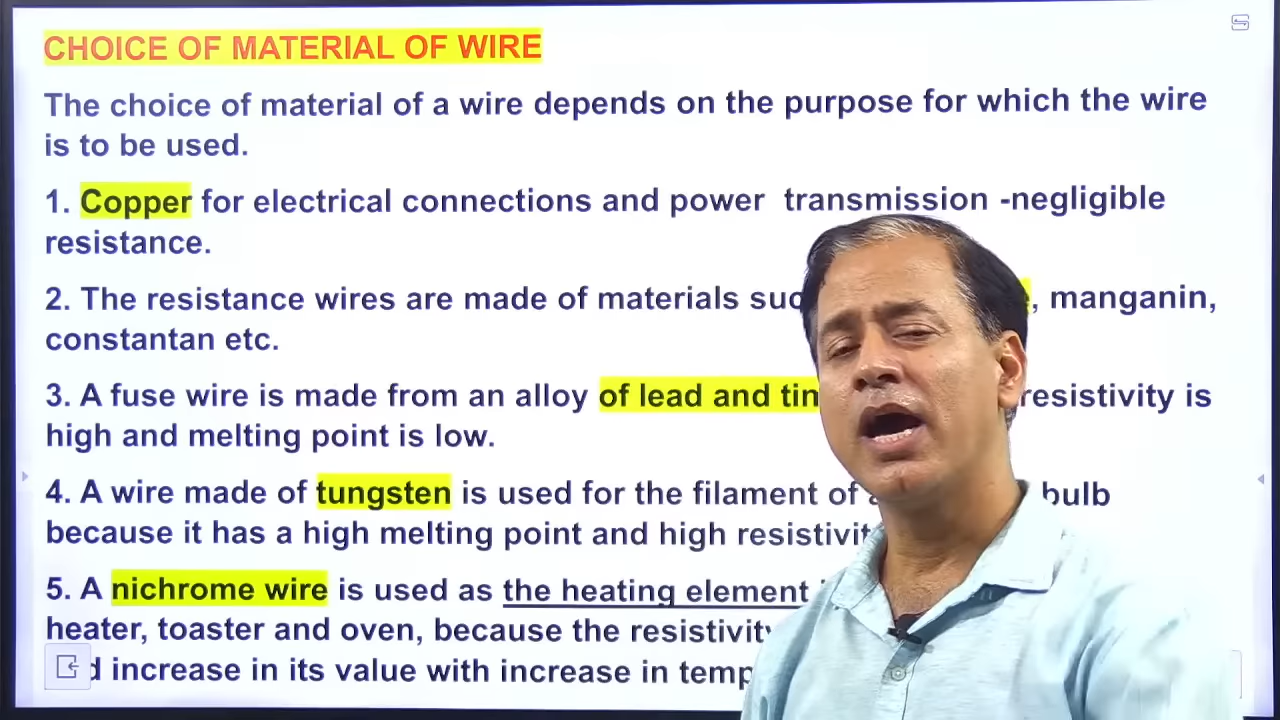 CHOICE OF MATERIAL OF WIRE
The choice of material of a wire depends on the purpose for which the wire
is to be used.
1. Copper for electrical connections and power transmission -negligible
resistance.
2. The resistance wires are made of materials , manganin,
constantan etc.
3. A fuse wire is made from an alloy of lead and tin resistivity is
high and melting point is low.
4. A wire made of tungsten is used for the filament of bulb
because it has a high melting point and high
5. A nichrome wire is used as the heating element
heater, toaster and oven, because the
increase in its value with increase in